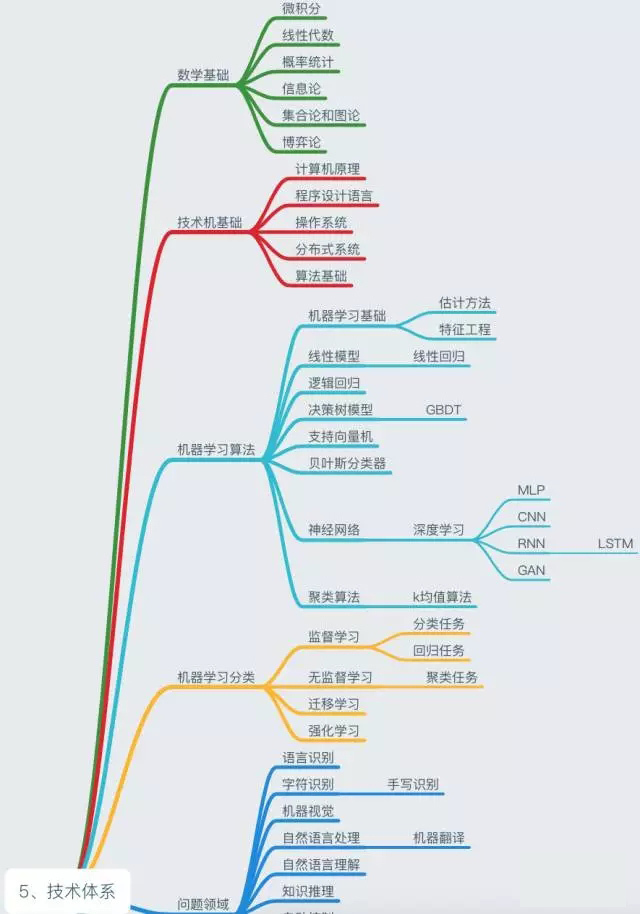 微积分
线性代数
概率统计
数学基础
信息论
集合论和图论
博弈论
计算机原理
程序设计语言
技术机基础
操作系统
分布式系统
算法基础
估计方法
机器学习基础
特征工程
线性模型 线性回归
逻辑回归
决策树模型 GBDT
支持向量机
机器学习算法
贝叶斯分类器
MLP
CNN
神经网络 深度学习
RNN LSTM
GAN
聚类算法 k均值算法
分类任务
监督学习
回归任务
机器学习分类
无监督学习 聚类任务
迁移学习
强化学习
语言识别
字符识别 手写识别
机器视觉
自然语言处理 机器翻译
自然语言理解
知识推理
5、技术体系
问题领域